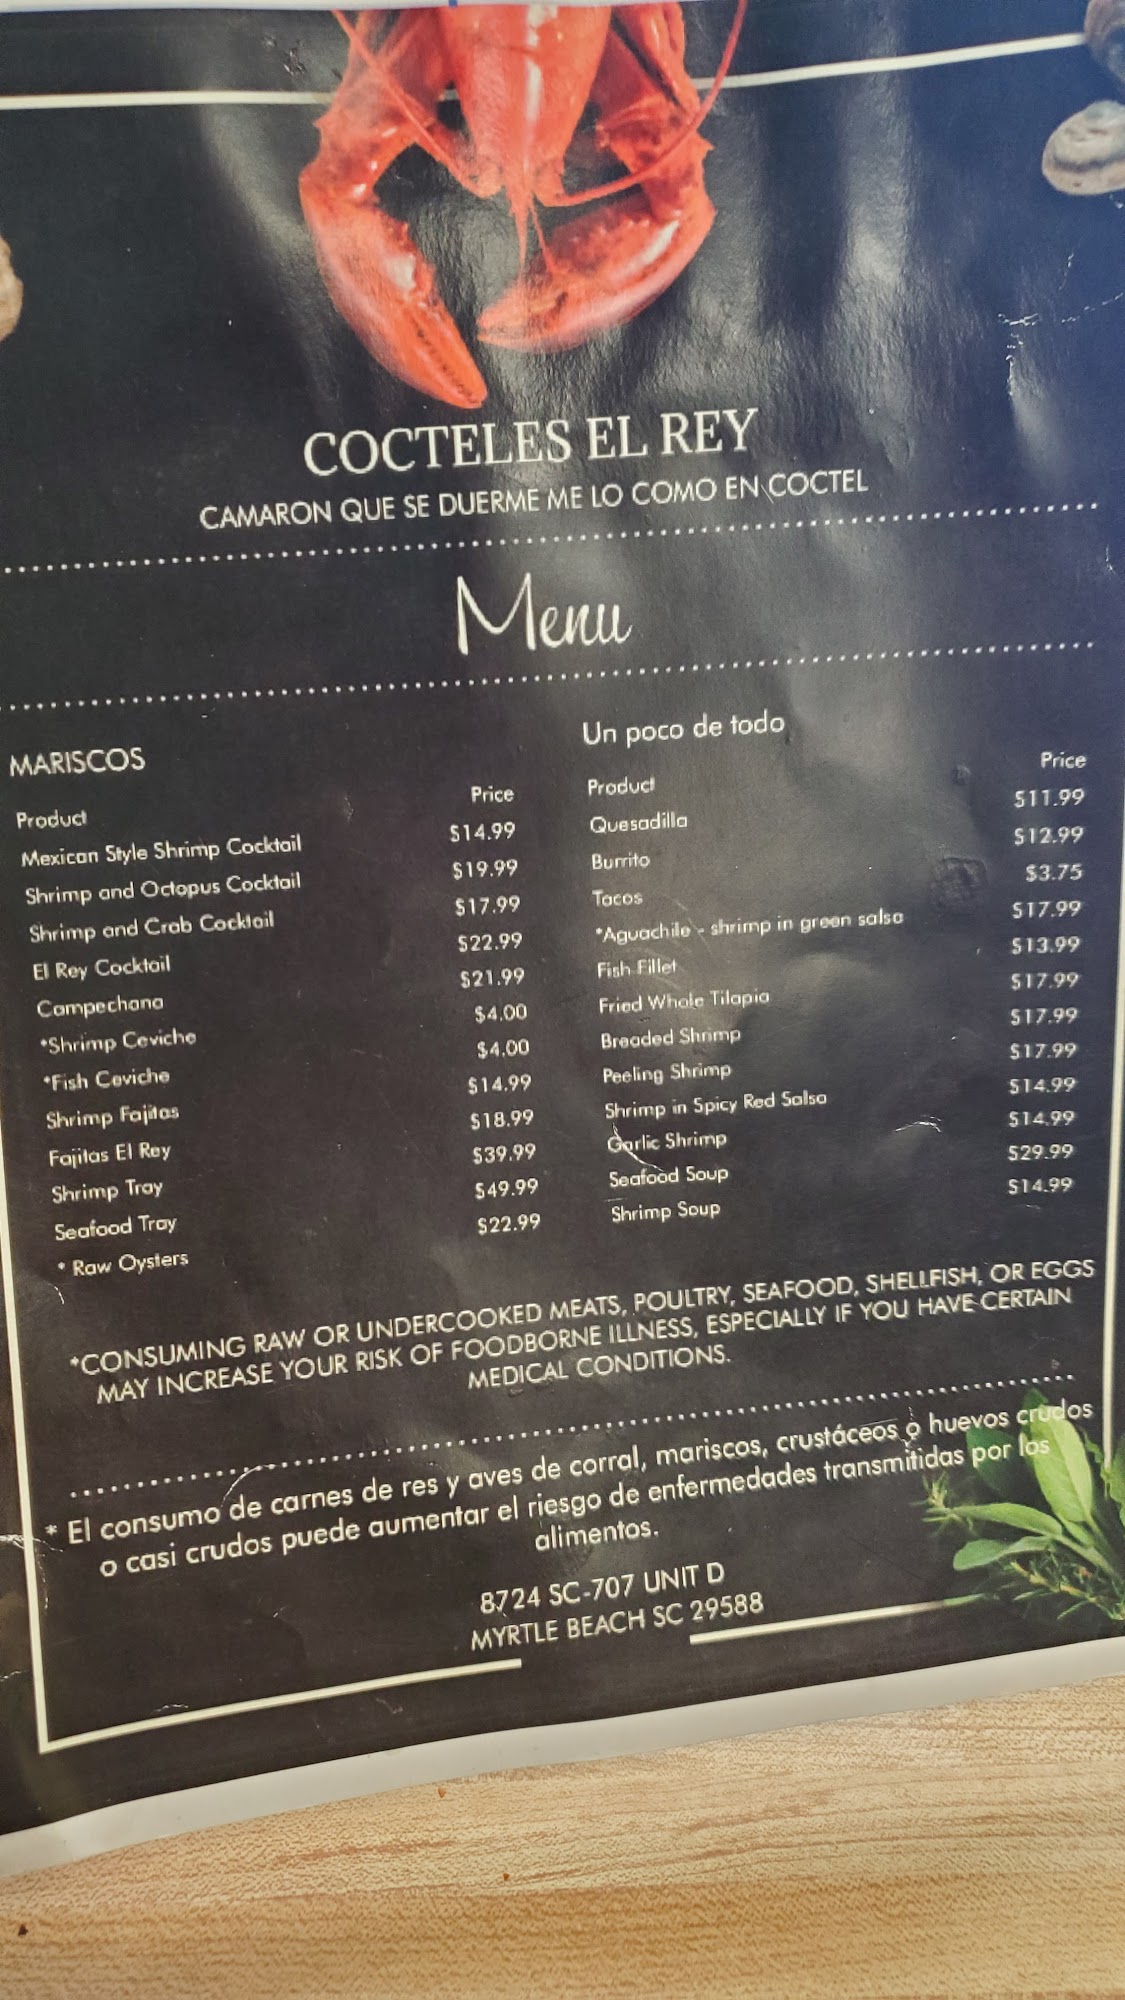 COCTELES EL REY
CAMARON QUE SE DUERME ME LO COMO EN COCTEL
Menu
MARISCOS
Product Price
Mexican Style Shrimp Cocktail $14.99
Shrimp and Octopus Cocktail $19.99
Shrimp and Crab Cocktail $17.99
El Rey Cocktail $22.99
Campechana $21.99
*Shrimp Ceviche $4.00
*Fish Ceviche $4.00
Shrimp Fajitas $14.99
Fajitas El Rey $18.99
Shrimp Tray $39.99
Seafood Tray $49.99
* Raw Oysters $22.99
Un poco de todo
Product Price
Quesadilla $11.99
Burrito $12.99
Tacos $3.75
*Aguachile - shrimp in green salsa $17.99
Fish Fillet $13.99
Fried Whole Tilapia $17.99
Breaded Shrimp $17.99
Peeling Shrimp $17.99
Shrimp in Spicy Red Salsa $14.99
Garlic Shrimp $14.99
Seafood Soup $29.99
Shrimp Soup $14.99
*CONSUMING RAW OR UNDERCOOKED MEATS, POULTRY, SEAFOOD, SHELLFISH, OR EGGS
MAY INCREASE YOUR RISK OF FOODBORNE ILLNESS, ESPECIALLY IF YOU HAVE CERTAIN
MEDICAL CONDITIONS.
* El consumo de carnes de res y aves de corral, mariscos, crustáceos o huevos crudos
o casi crudos puede aumentar el riesgo de enfermedades transmitidas por los
alimentos.
8724 SC-707 UNIT D
MYRTLE BEACH SC 29588